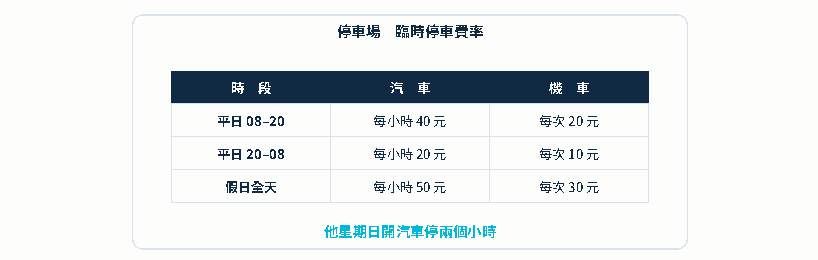 停車場　臨時停車費率
時　段　汽　車　機　車
平日 08–20　每小時 40 元　每次 20 元
平日 20–08　每小時 20 元　每次 10 元
假日全天　每小時 50 元　每次 30 元
他星期日開汽車停兩個小時